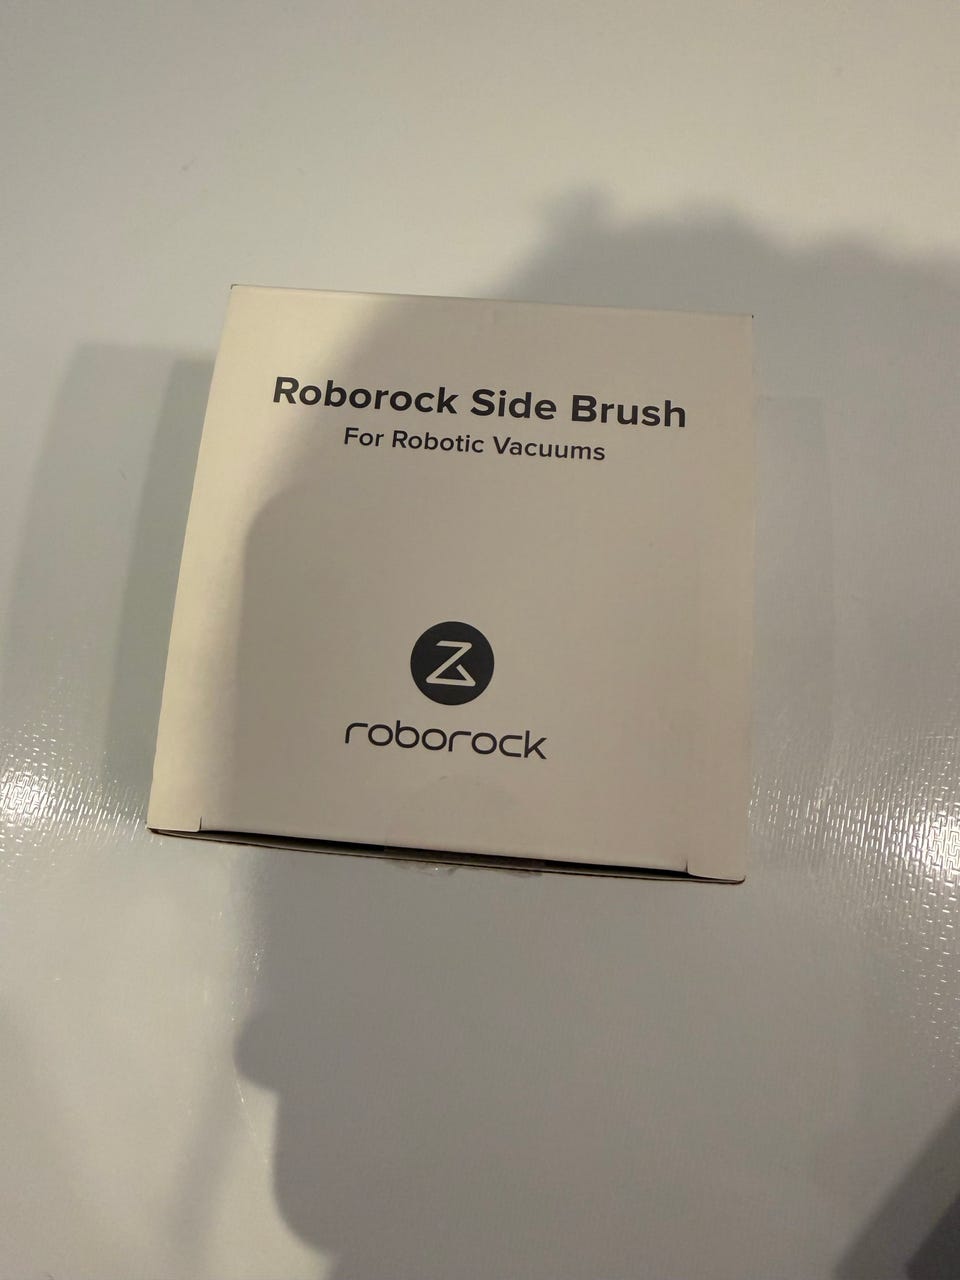 Roborock Side Brush
For Robotic Vacuums
roborock